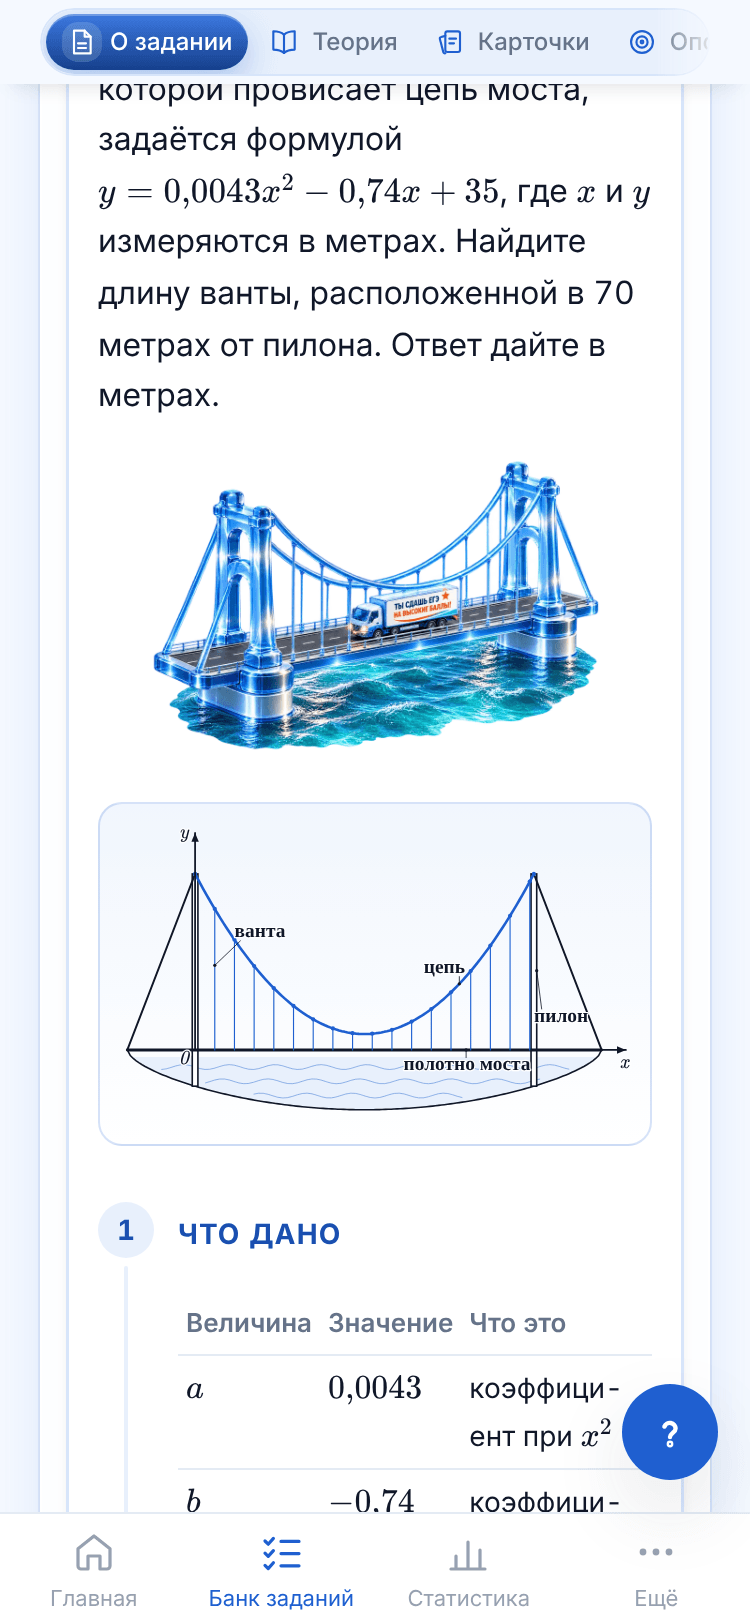 О задании
Теория
Карточки
Опо
которой провисает цепь моста,
задаётся формулой
y = 0,0043x² − 0,74x + 35, где x и y
измеряются в метрах. Найдите
длину ванты, расположенной в 70
метрах от пилона. Ответ дайте в
метрах.
ТЫ СДАШЬ ЕГЭ
НА ВЫСОКИЕ БАЛЛЫ!
y
ванта
цепь
пилон
0
полотно моста
x
1 ЧТО ДАНО
Величина Значение Что это
a 0,0043 коэффици-
ент при x²
b −0,74 коэффици-
?
Главная
Банк заданий
Статистика
Ещё